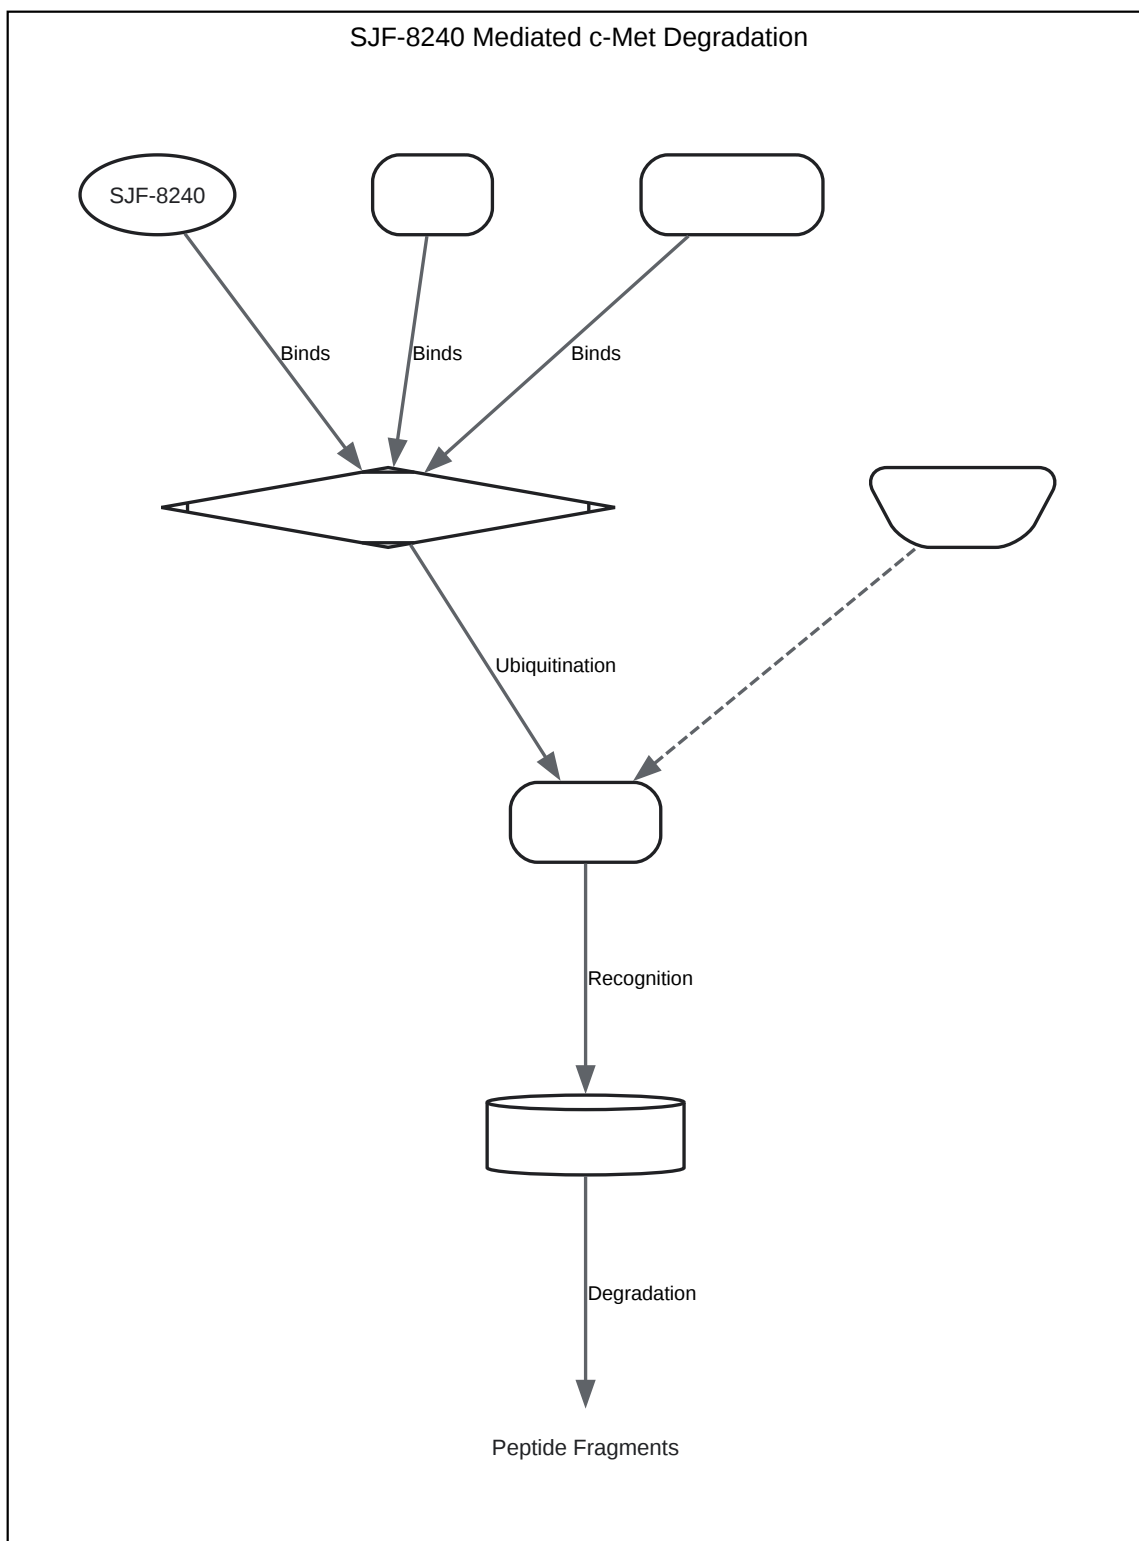 SJF-8240 Mediated c-Met Degradation
SJF-8240
Binds
Binds
Binds
Ubiquitination
Recognition
Degradation
Peptide Fragments